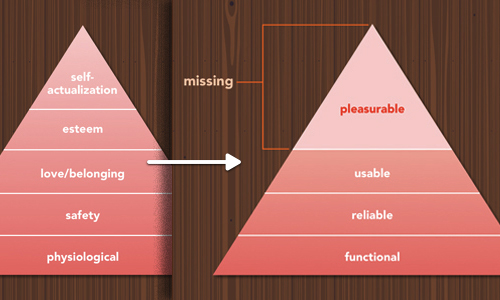 self-
actualization
esteem
love/belonging
safety
physiological
missing
pleasurable
usable
reliable
functional